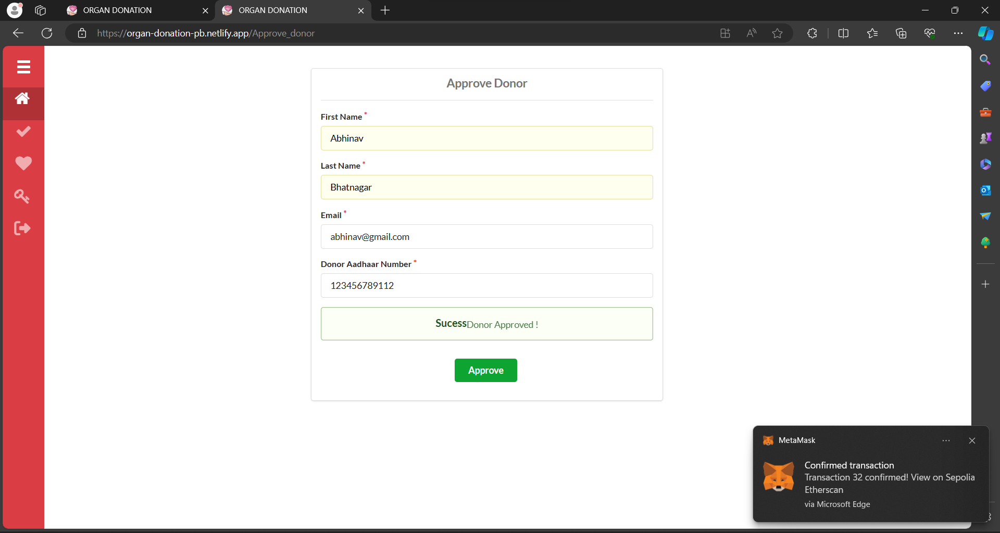 ORGAN DONATION
ORGAN DONATION
https://organ-donation-pb.netlify.app/Approve_donor
Approve Donor
First Name *
Abhinav
Last Name *
Bhatnagar
Email *
abhinav@gmail.com
Donor Aadhaar Number *
123456789112
Sucess Donor Approved !
Approve
MetaMask
Confirmed transaction
Transaction 32 confirmed! View on Sepolia
Etherscan
via Microsoft Edge